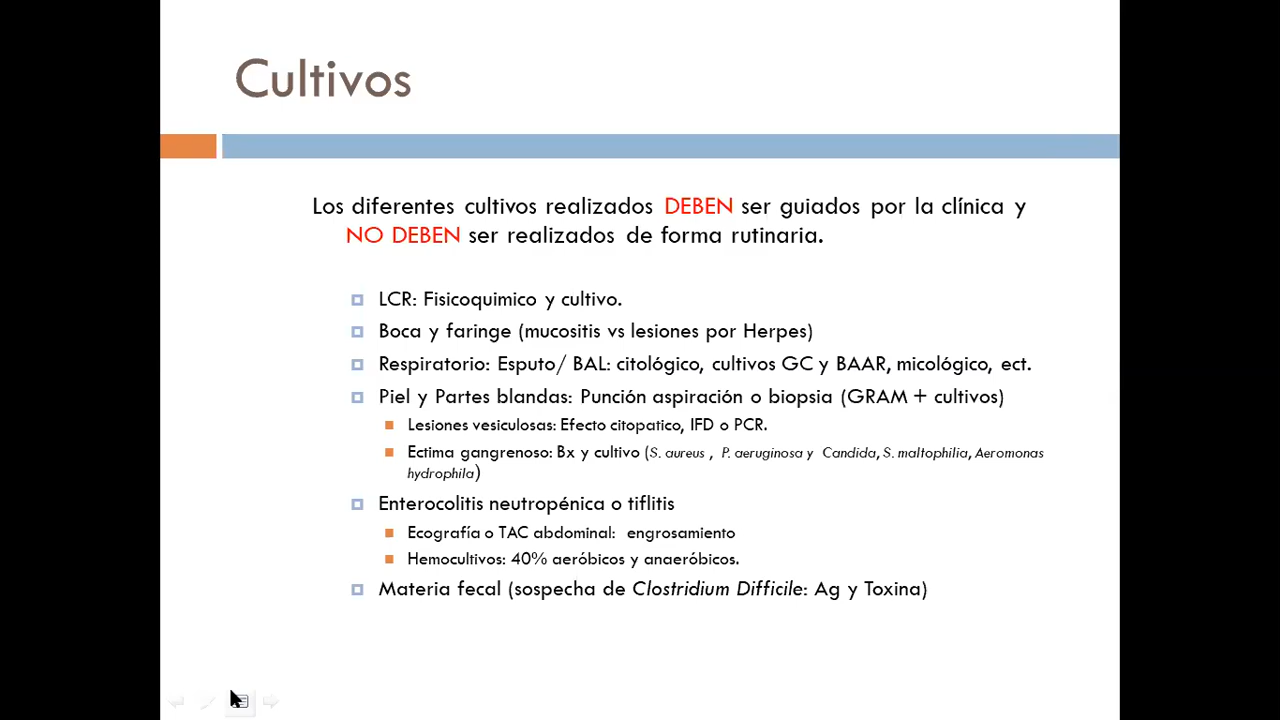 Cultivos
Los diferentes cultivos realizados DEBEN ser guiados por la clínica y
NO DEBEN ser realizados de forma rutinaria.
LCR: Fisicoquimico y cultivo.
Boca y faringe (mucositis vs lesiones por Herpes)
Respiratorio: Esputo/ BAL: citológico, cultivos GC y BAAR, micológico, ect.
Piel y Partes blandas: Punción aspiración o biopsia (GRAM + cultivos)
Lesiones vesiculosas: Efecto citopatico, IFD o PCR.
Ectima gangrenoso: Bx y cultivo (S. aureus , P. aeruginosa y Candida, S. maltophilia, Aeromonas
hydrophila)
Enterocolitis neutropénica o tiflitis
Ecografía o TAC abdominal: engrosamiento
Hemocultivos: 40% aeróbicos y anaeróbicos.
Materia fecal (sospecha de Clostridium Difficile: Ag y Toxina)